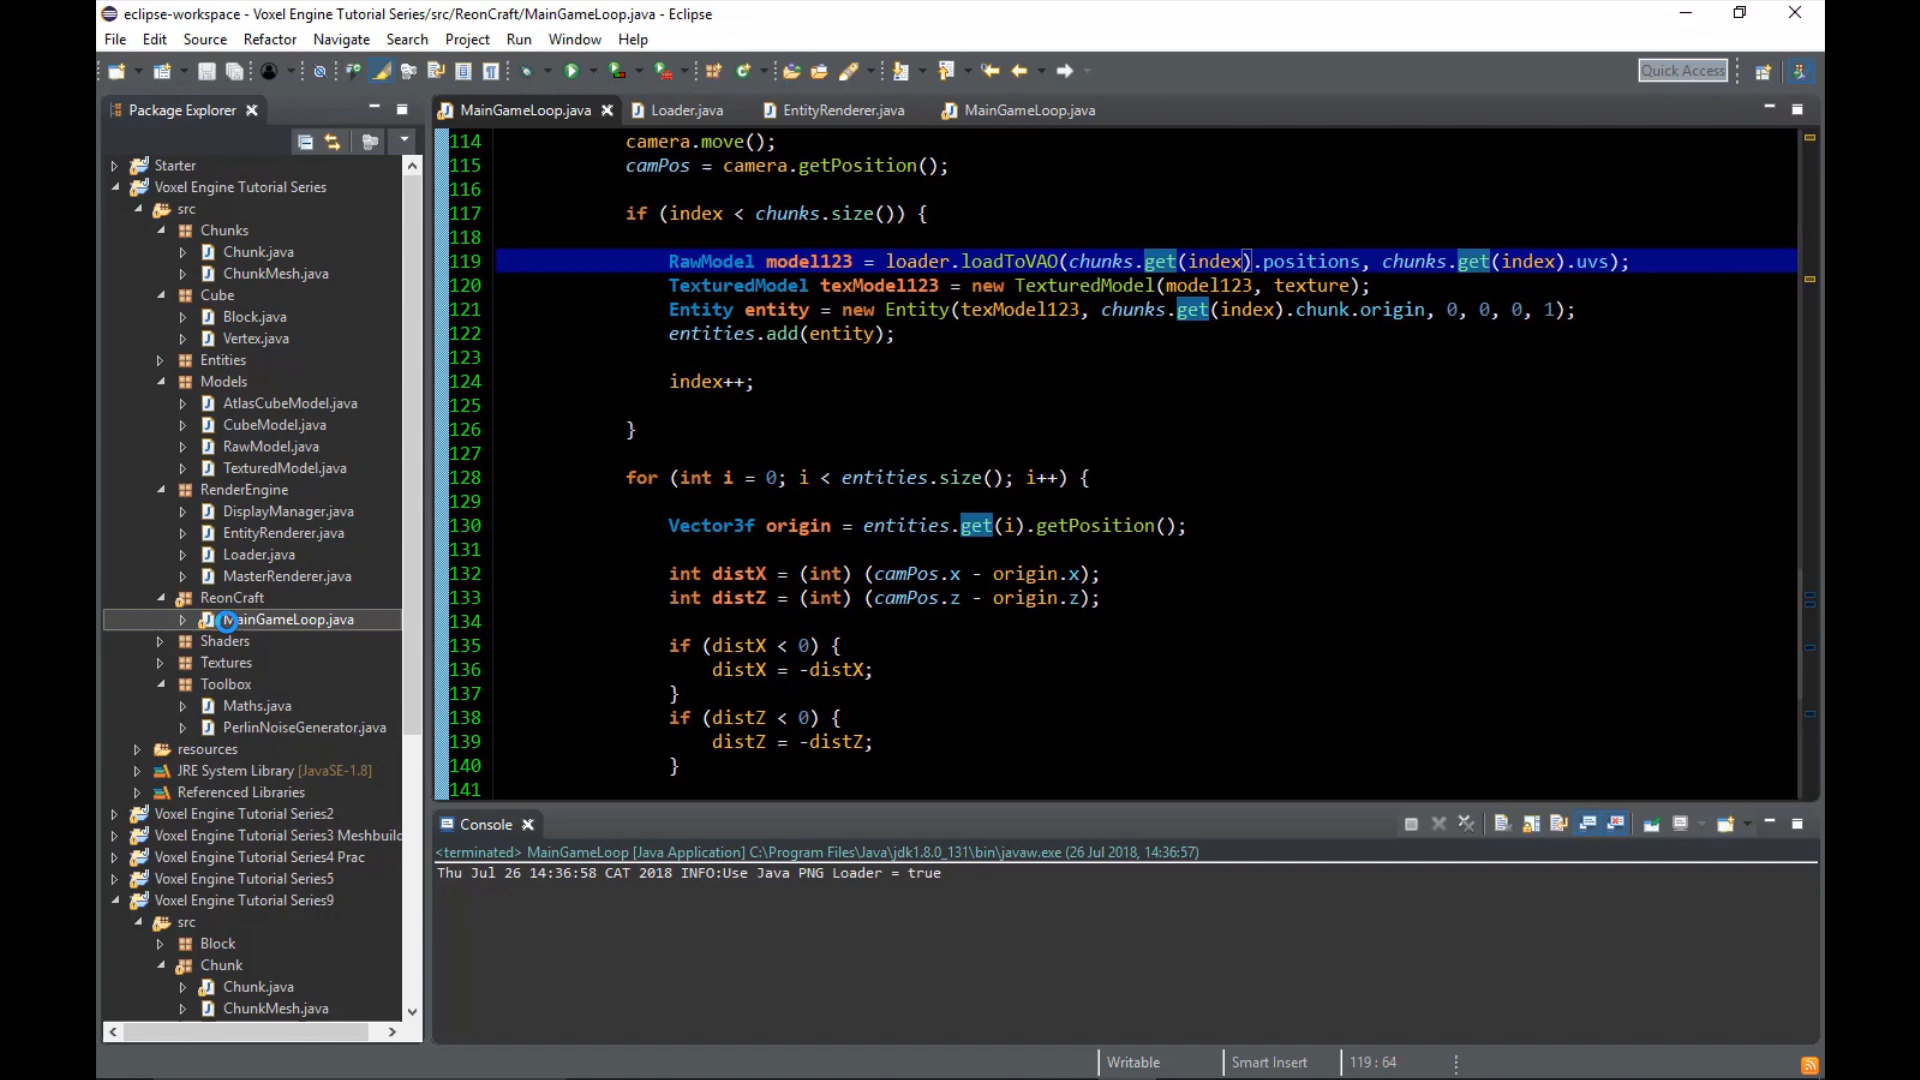 eclipse-workspace - Voxel Engine Tutorial Series/src/ReonCraft/MainGameLoop.java - Eclipse
File Edit Source Refactor Navigate Search Project Run Window Help
Quick Access
Package Explorer
MainGameLoop.java Loader.java EntityRenderer.java MainGameLoop.java
Starter
Voxel Engine Tutorial Series
src
Chunks
Chunk.java
ChunkMesh.java
Cube
Block.java
Vertex.java
Entities
Models
AtlasCubeModel.java
CubeModel.java
RawModel.java
TexturedModel.java
RenderEngine
DisplayManager.java
EntityRenderer.java
Loader.java
MasterRenderer.java
ReonCraft
MainGameLoop.java
Shaders
Textures
Toolbox
Maths.java
PerlinNoiseGenerator.java
resources
JRE System Library [JavaSE-1.8]
Referenced Libraries
Voxel Engine Tutorial Series2
Voxel Engine Tutorial Series3 Meshbuild
Voxel Engine Tutorial Series4 Prac
Voxel Engine Tutorial Series5
Voxel Engine Tutorial Series9
src
Block
Chunk
Chunk.java
ChunkMesh.java
114 camera.move();
115 camPos = camera.getPosition();
116
117 if (index < chunks.size()) {
118
119 RawModel model123 = loader.loadToVAO(chunks.get(index).positions, chunks.get(index).uvs);
120 TexturedModel texModel123 = new TexturedModel(model123, texture);
121 Entity entity = new Entity(texModel123, chunks.get(index).chunk.origin, 0, 0, 0, 1);
122 entities.add(entity);
123
124 index++;
125
126 }
127
128 for (int i = 0; i < entities.size(); i++) {
129
130 Vector3f origin = entities.get(i).getPosition();
131
132 int distX = (int) (camPos.x - origin.x);
133 int distZ = (int) (camPos.z - origin.z);
134
135 if (distX < 0) {
136 distX = -distX;
137 }
138 if (distZ < 0) {
139 distZ = -distZ;
140 }
141
Console
<terminated> MainGameLoop [Java Application] C:\Program Files\Java\jdk1.8.0_131\bin\javaw.exe (26 Jul 2018, 14:36:57)
Thu Jul 26 14:36:58 CAT 2018 INFO:Use Java PNG Loader = true
Writable Smart Insert 119 : 64